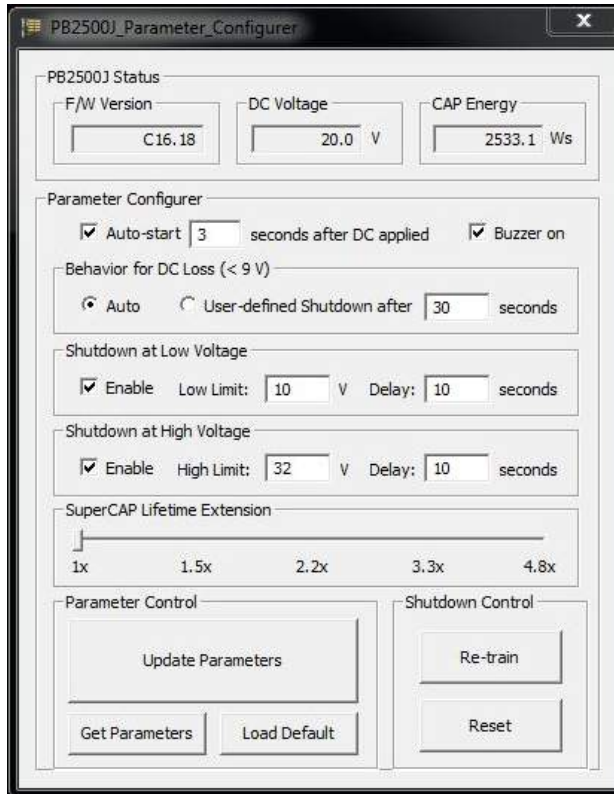 PB2500J_Parameter_Configurer
x
PB2500J Status
F/W Version
DC Voltage
CAP Energy
C16.18
20.0 V
2533.1 Ws
Parameter Configurer
Auto-start 3 seconds after DC applied
Buzzer on
Behavior for DC Loss (< 9 V)
Auto
User-defined Shutdown after 30 seconds
Shutdown at Low Voltage
Enable Low Limit: 10 V Delay: 10 seconds
Shutdown at High Voltage
Enable High Limit: 32 V Delay: 10 seconds
SuperCAP Lifetime Extension
1x 1.5x 2.2x 3.3x 4.8x
Parameter Control
Update Parameters
Get Parameters
Load Default
Shutdown Control
Re-train
Reset